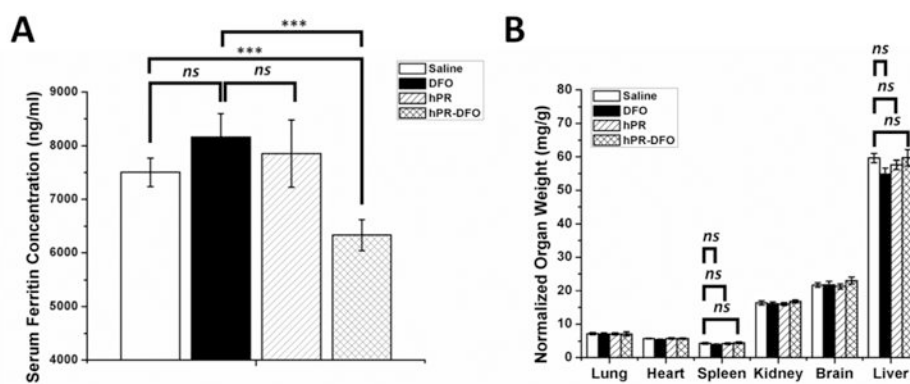 A
***
***
ns
ns
Saline
DFO
hPR
hPR-DFO
Serum Ferritin Concentration (ng/ml)
9000
8000
7000
6000
5000
4000
B
ns
ns
ns
Saline
DFO
hPR
hPR-DFO
Normalized Organ Weight (mg/g)
80
70
60
50
40
30
20
10
0
ns
ns
ns
Lung Heart Spleen Kidney Brain Liver